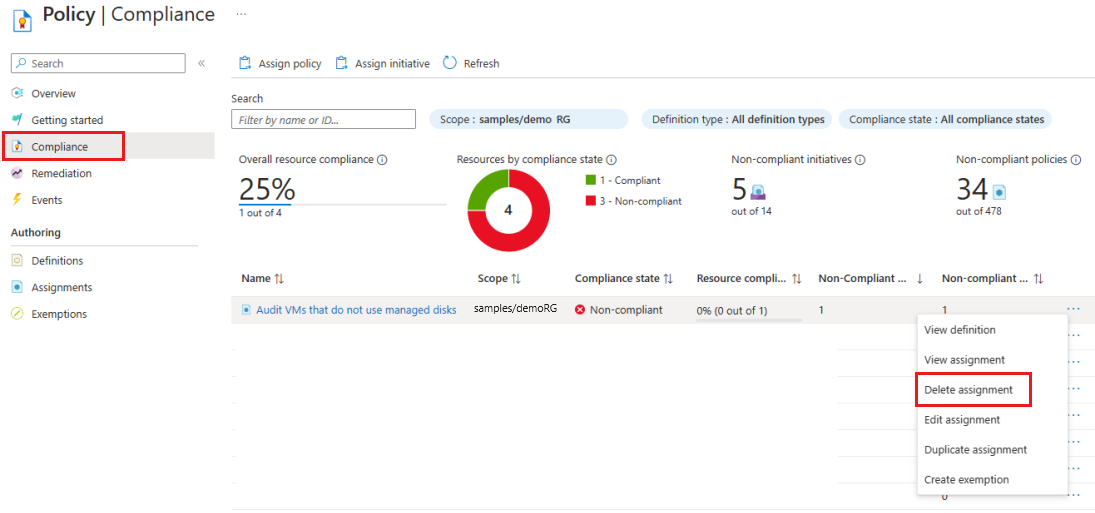 Policy | Compliance ...
Search «
Overview
Getting started
Compliance
Remediation
Events
Authoring
Definitions
Assignments
Exemptions
Assign policy Assign initiative Refresh
Search
Filter by name or ID... Scope : samples/demo RG Definition type : All definition types Compliance state : All compliance states
Overall resource compliance
25%
1 out of 4
Resources by compliance state
4
1 - Compliant
3 - Non-compliant
Non-compliant initiatives
5
out of 14
Non-compliant policies
34
out of 478
Name Scope Compliance state Resource compli... Non-Compliant ... Non-compliant ...
Audit VMs that do not use managed disks samples/demoRG Non-compliant 0% (0 out of 1) 1 1 ...
View definition
View assignment
Delete assignment
Edit assignment
Duplicate assignment
Create exemption
0